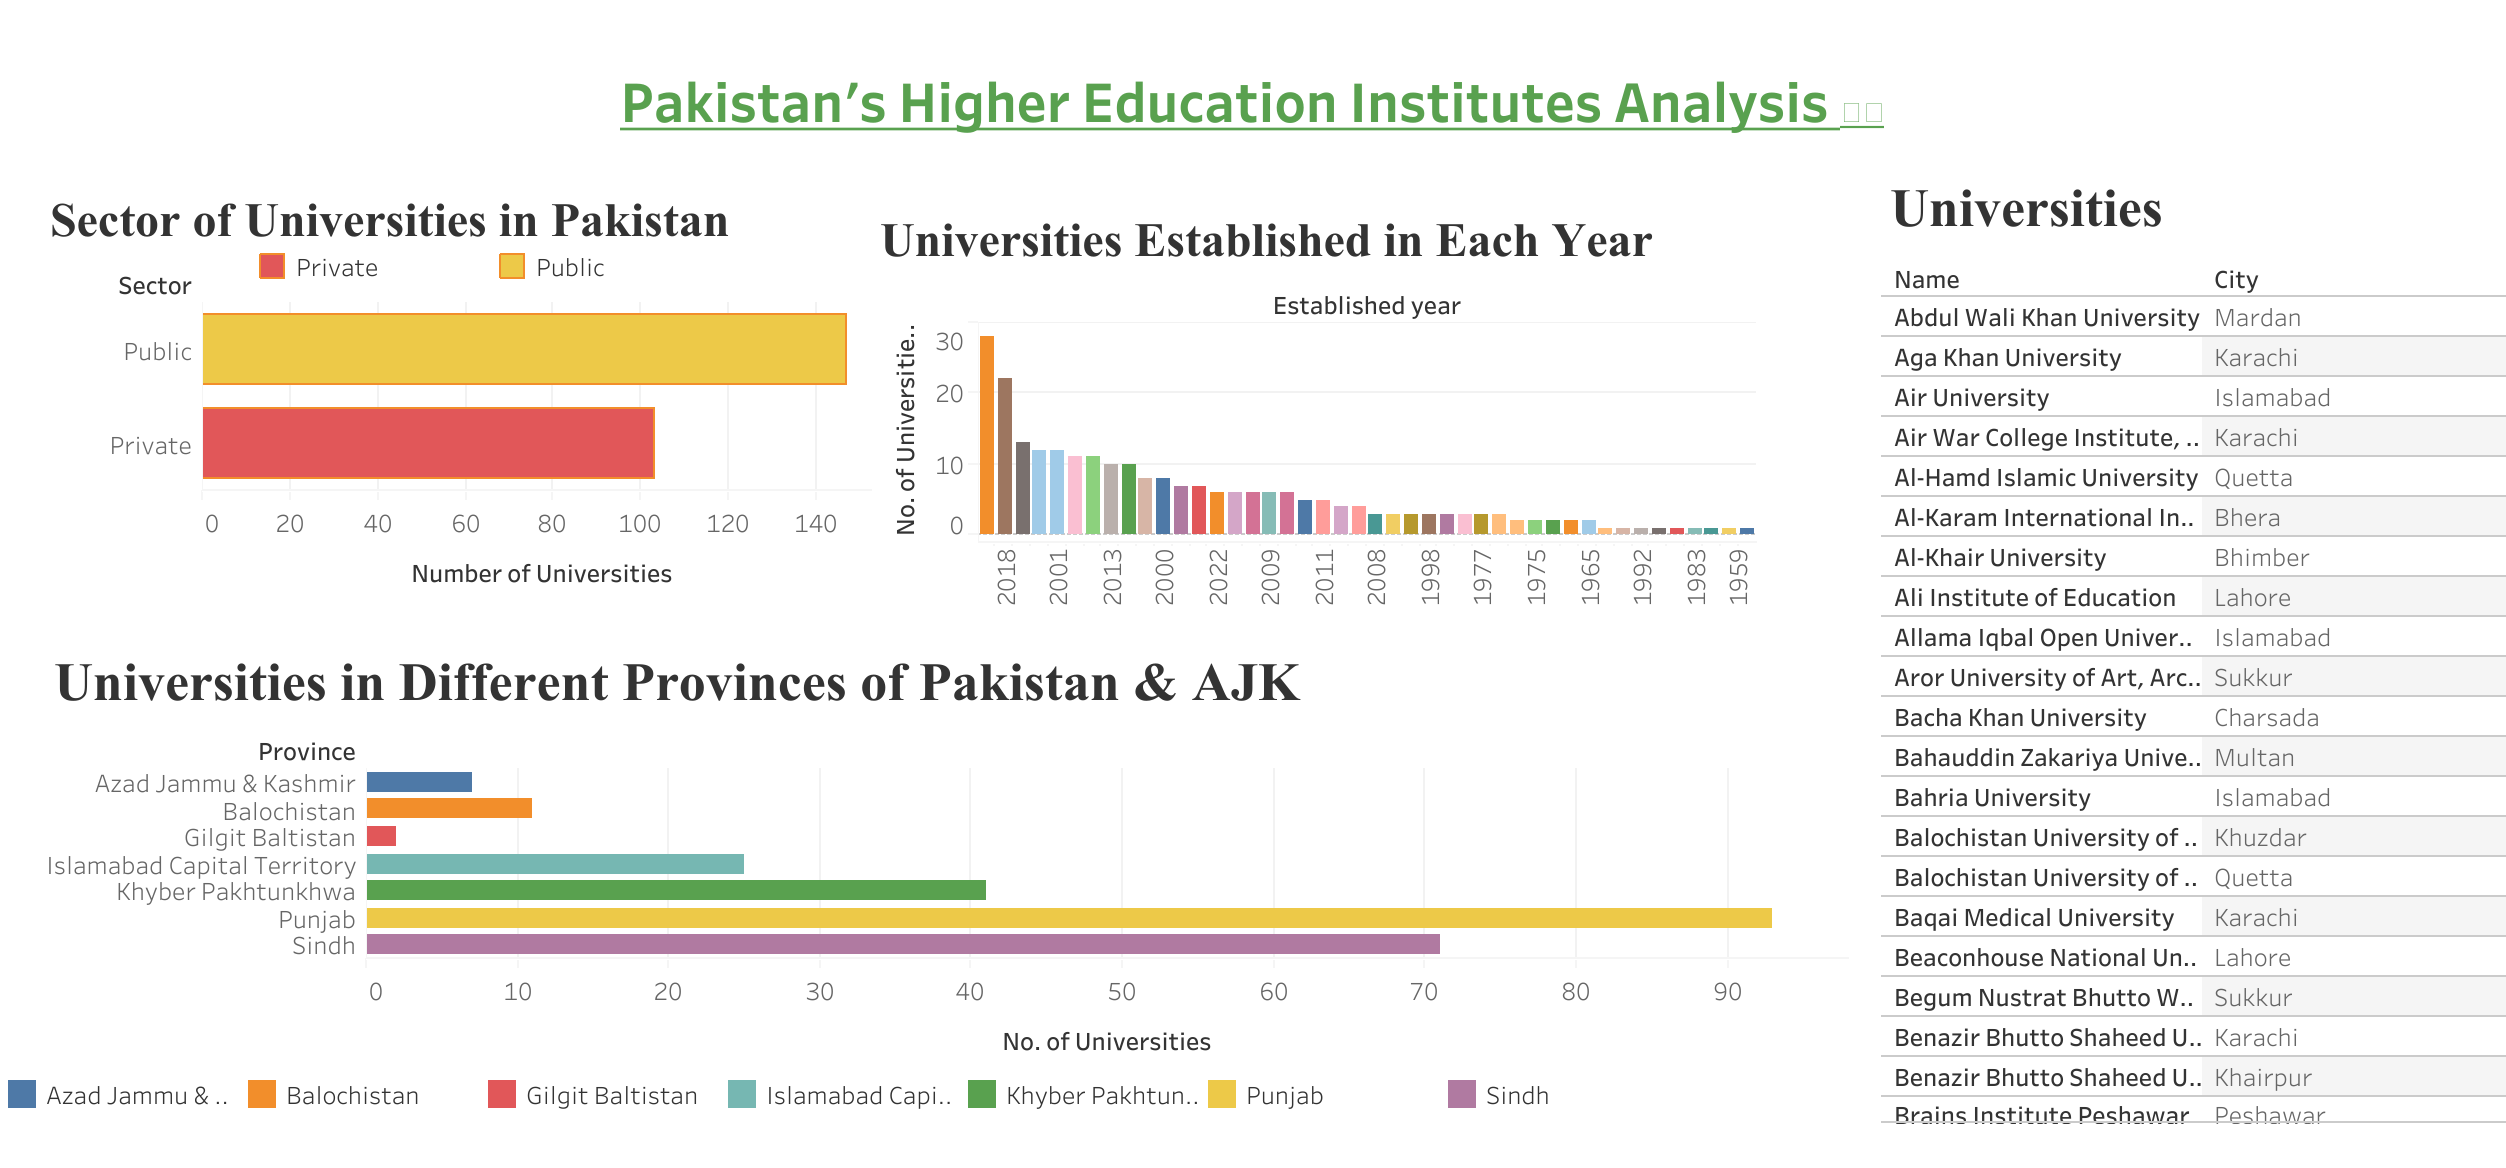 Pakistan’s Higher Education Institutes Analysis
Sector of Universities in Pakistan
Private
Public
Sector
Public
Private
0
20
40
60
80
100
120
140
Number of Universities
Universities Established in Each Year
Established year
No. of Universitie..
30
20
10
0
2018
2001
2013
2000
2022
2009
2011
2008
1998
1977
1975
1965
1992
1983
1959
Universities in Different Provinces of Pakistan & AJK
Province
Azad Jammu & Kashmir
Balochistan
Gilgit Baltistan
Islamabad Capital Territory
Khyber Pakhtunkhwa
Punjab
Sindh
0
10
20
30
40
50
60
70
80
90
No. of Universities
Azad Jammu & ..
Balochistan
Gilgit Baltistan
Islamabad Capi..
Khyber Pakhtun..
Punjab
Sindh
Universities
Name City
Abdul Wali Khan University Mardan
Aga Khan University Karachi
Air University Islamabad
Air War College Institute, .. Karachi
Al-Hamd Islamic University Quetta
Al-Karam International In.. Bhera
Al-Khair University Bhimber
Ali Institute of Education Lahore
Allama Iqbal Open Univer.. Islamabad
Aror University of Art, Arc.. Sukkur
Bacha Khan University Charsada
Bahauddin Zakariya Unive.. Multan
Bahria University Islamabad
Balochistan University of .. Khuzdar
Balochistan University of .. Quetta
Baqai Medical University Karachi
Beaconhouse National Un.. Lahore
Begum Nustrat Bhutto W.. Sukkur
Benazir Bhutto Shaheed U.. Karachi
Benazir Bhutto Shaheed U.. Khairpur
Brains Institute Peshawar Peshawar